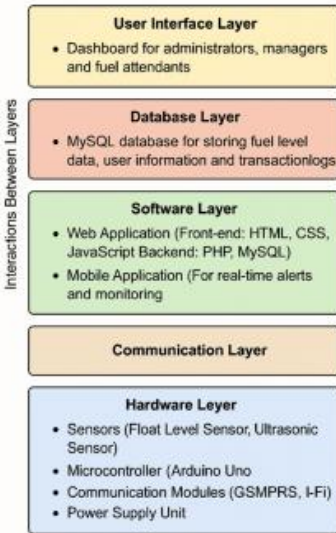 Interactions Between Layers
User Interface Layer
• Dashboard for administrators, managers
and fuel attendants
Database Layer
• MySQL database for storing fuel level
data, user information and transactionlogs
Software Layer
• Web Application (Front-end: HTML, CSS,
JavaScript Backend: PHP, MySQL)
• Mobile Application (For real-time alerts
and monitoring
Communication Layer
Hardware Leyer
• Sensors (Float Level Sensor, Ultrasonic
Sensor)
• Microcontroller (Arduino Uno
• Communication Modules (GSMPRS, I-Fi)
• Power Supply Unit